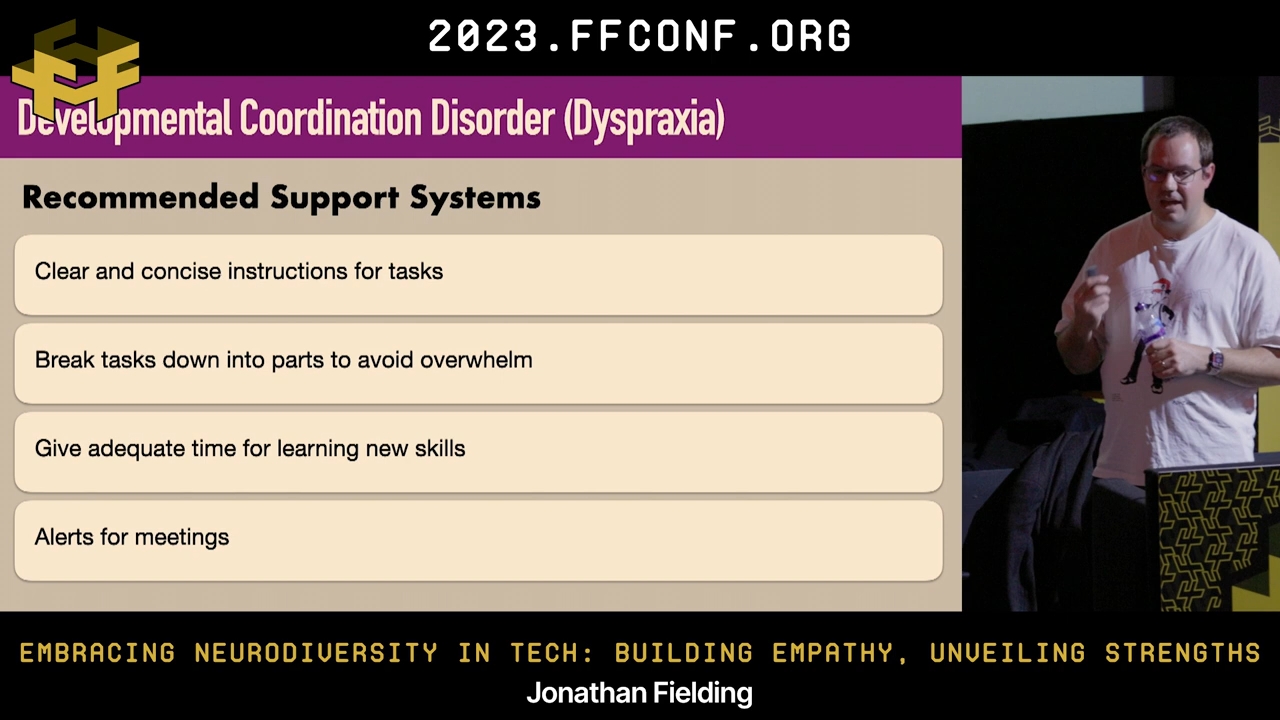 2023.FFCONF.ORG
Developmental Coordination Disorder (Dyspraxia)
Recommended Support Systems
Clear and concise instructions for tasks
Break tasks down into parts to avoid overwhelm
Give adequate time for learning new skills
Alerts for meetings
EMBRACING NEURODIVERSITY IN TECH: BUILDING EMPATHY, UNVEILING STRENGTHS
Jonathan Fielding